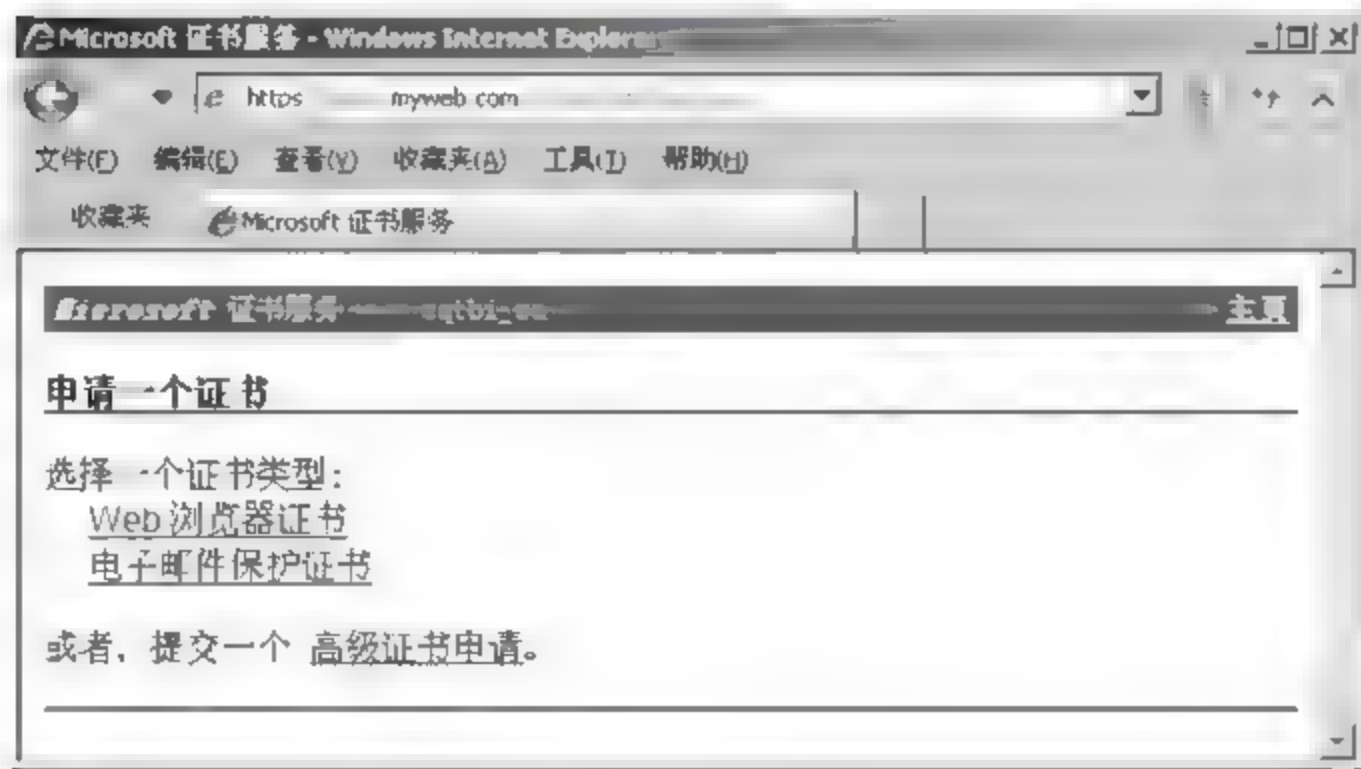 Microsoft 证书服务 - Windows Internet Explorer
https myweb com
文件(F) 编辑(E) 查看(V) 收藏夹(A) 工具(T) 帮助(H)
收藏夹 Microsoft 证书服务
Microsoft 证书服务 主页
申请一个证书
选择一个证书类型:
Web 浏览器证书
电子邮件保护证书
或者, 提交一个 高级证书申请。